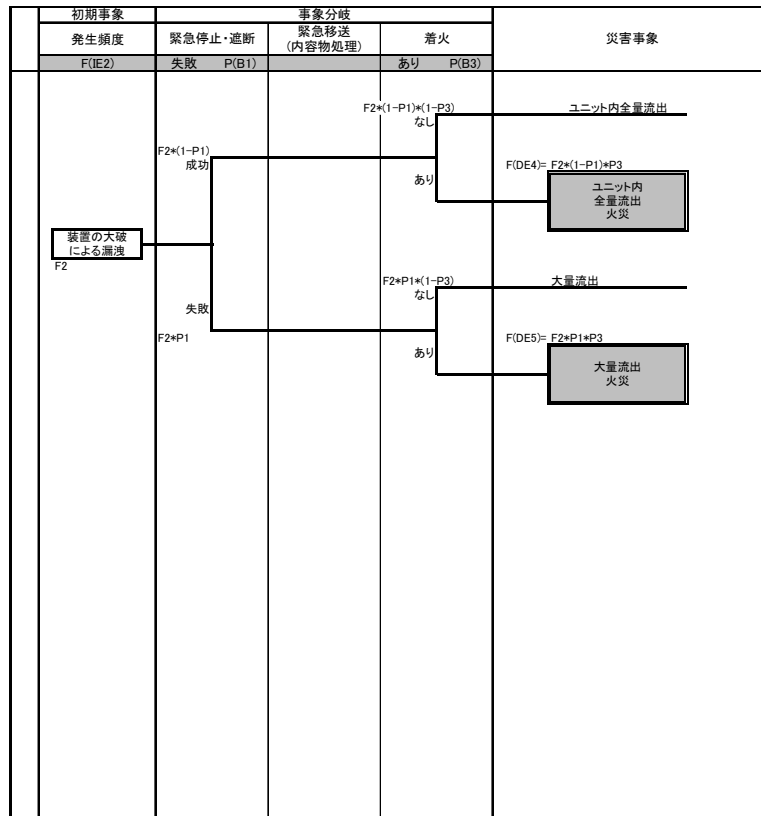 初期事象
事象分岐
発生頻度
緊急停止・遮断
緊急移送
(内容物処理)
着火
災害事象
F(IE2)
失敗 P(B1)
あり P(B3)
F2*(1-P1)*(1-P3)
なし
ユニット内全量流出
F2*(1-P1)
成功
あり
F(DE4)= F2*(1-P1)*P3
ユニット内
全量流出
火災
装置の大破
による漏洩
F2
F2*P1*(1-P3)
なし
大量流出
失敗
F2*P1
あり
F(DE5)= F2*P1*P3
大量流出
火災